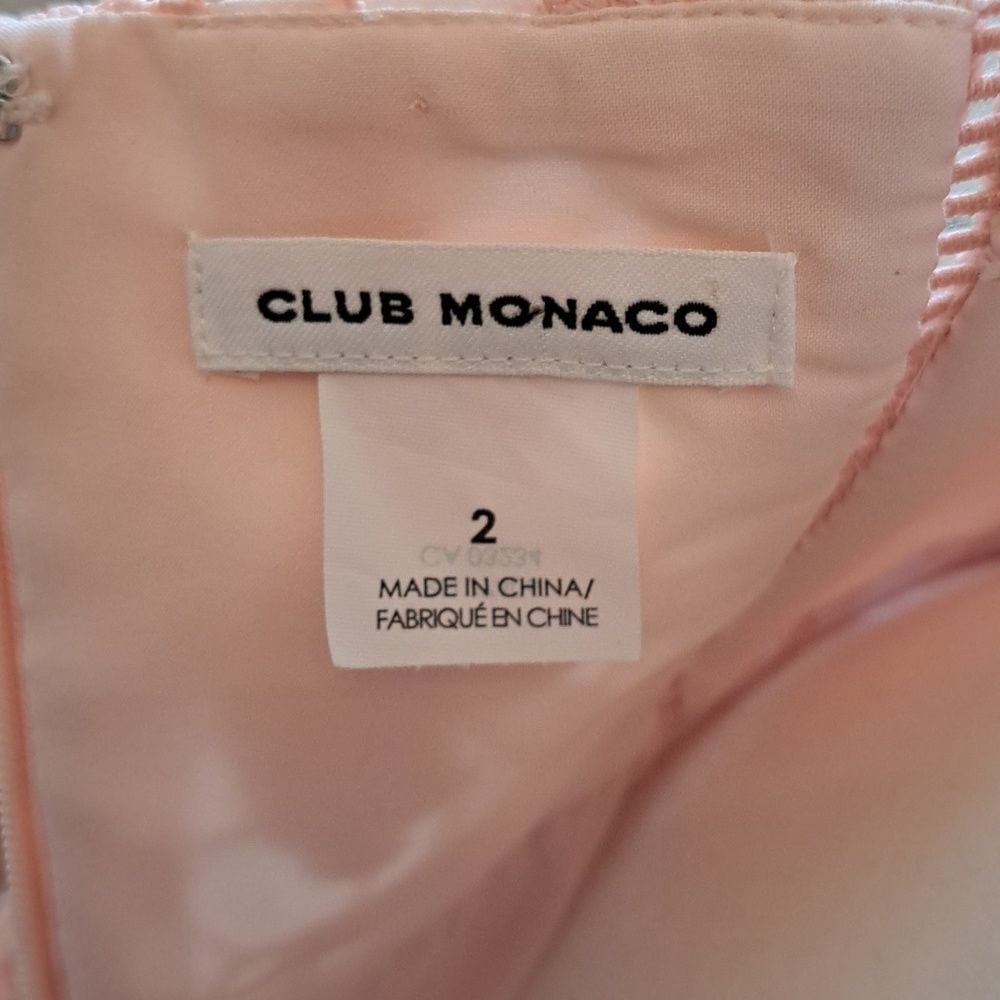 CLUB MONACO
2
MADE IN CHINA/
FABRIQUÉ EN CHINE